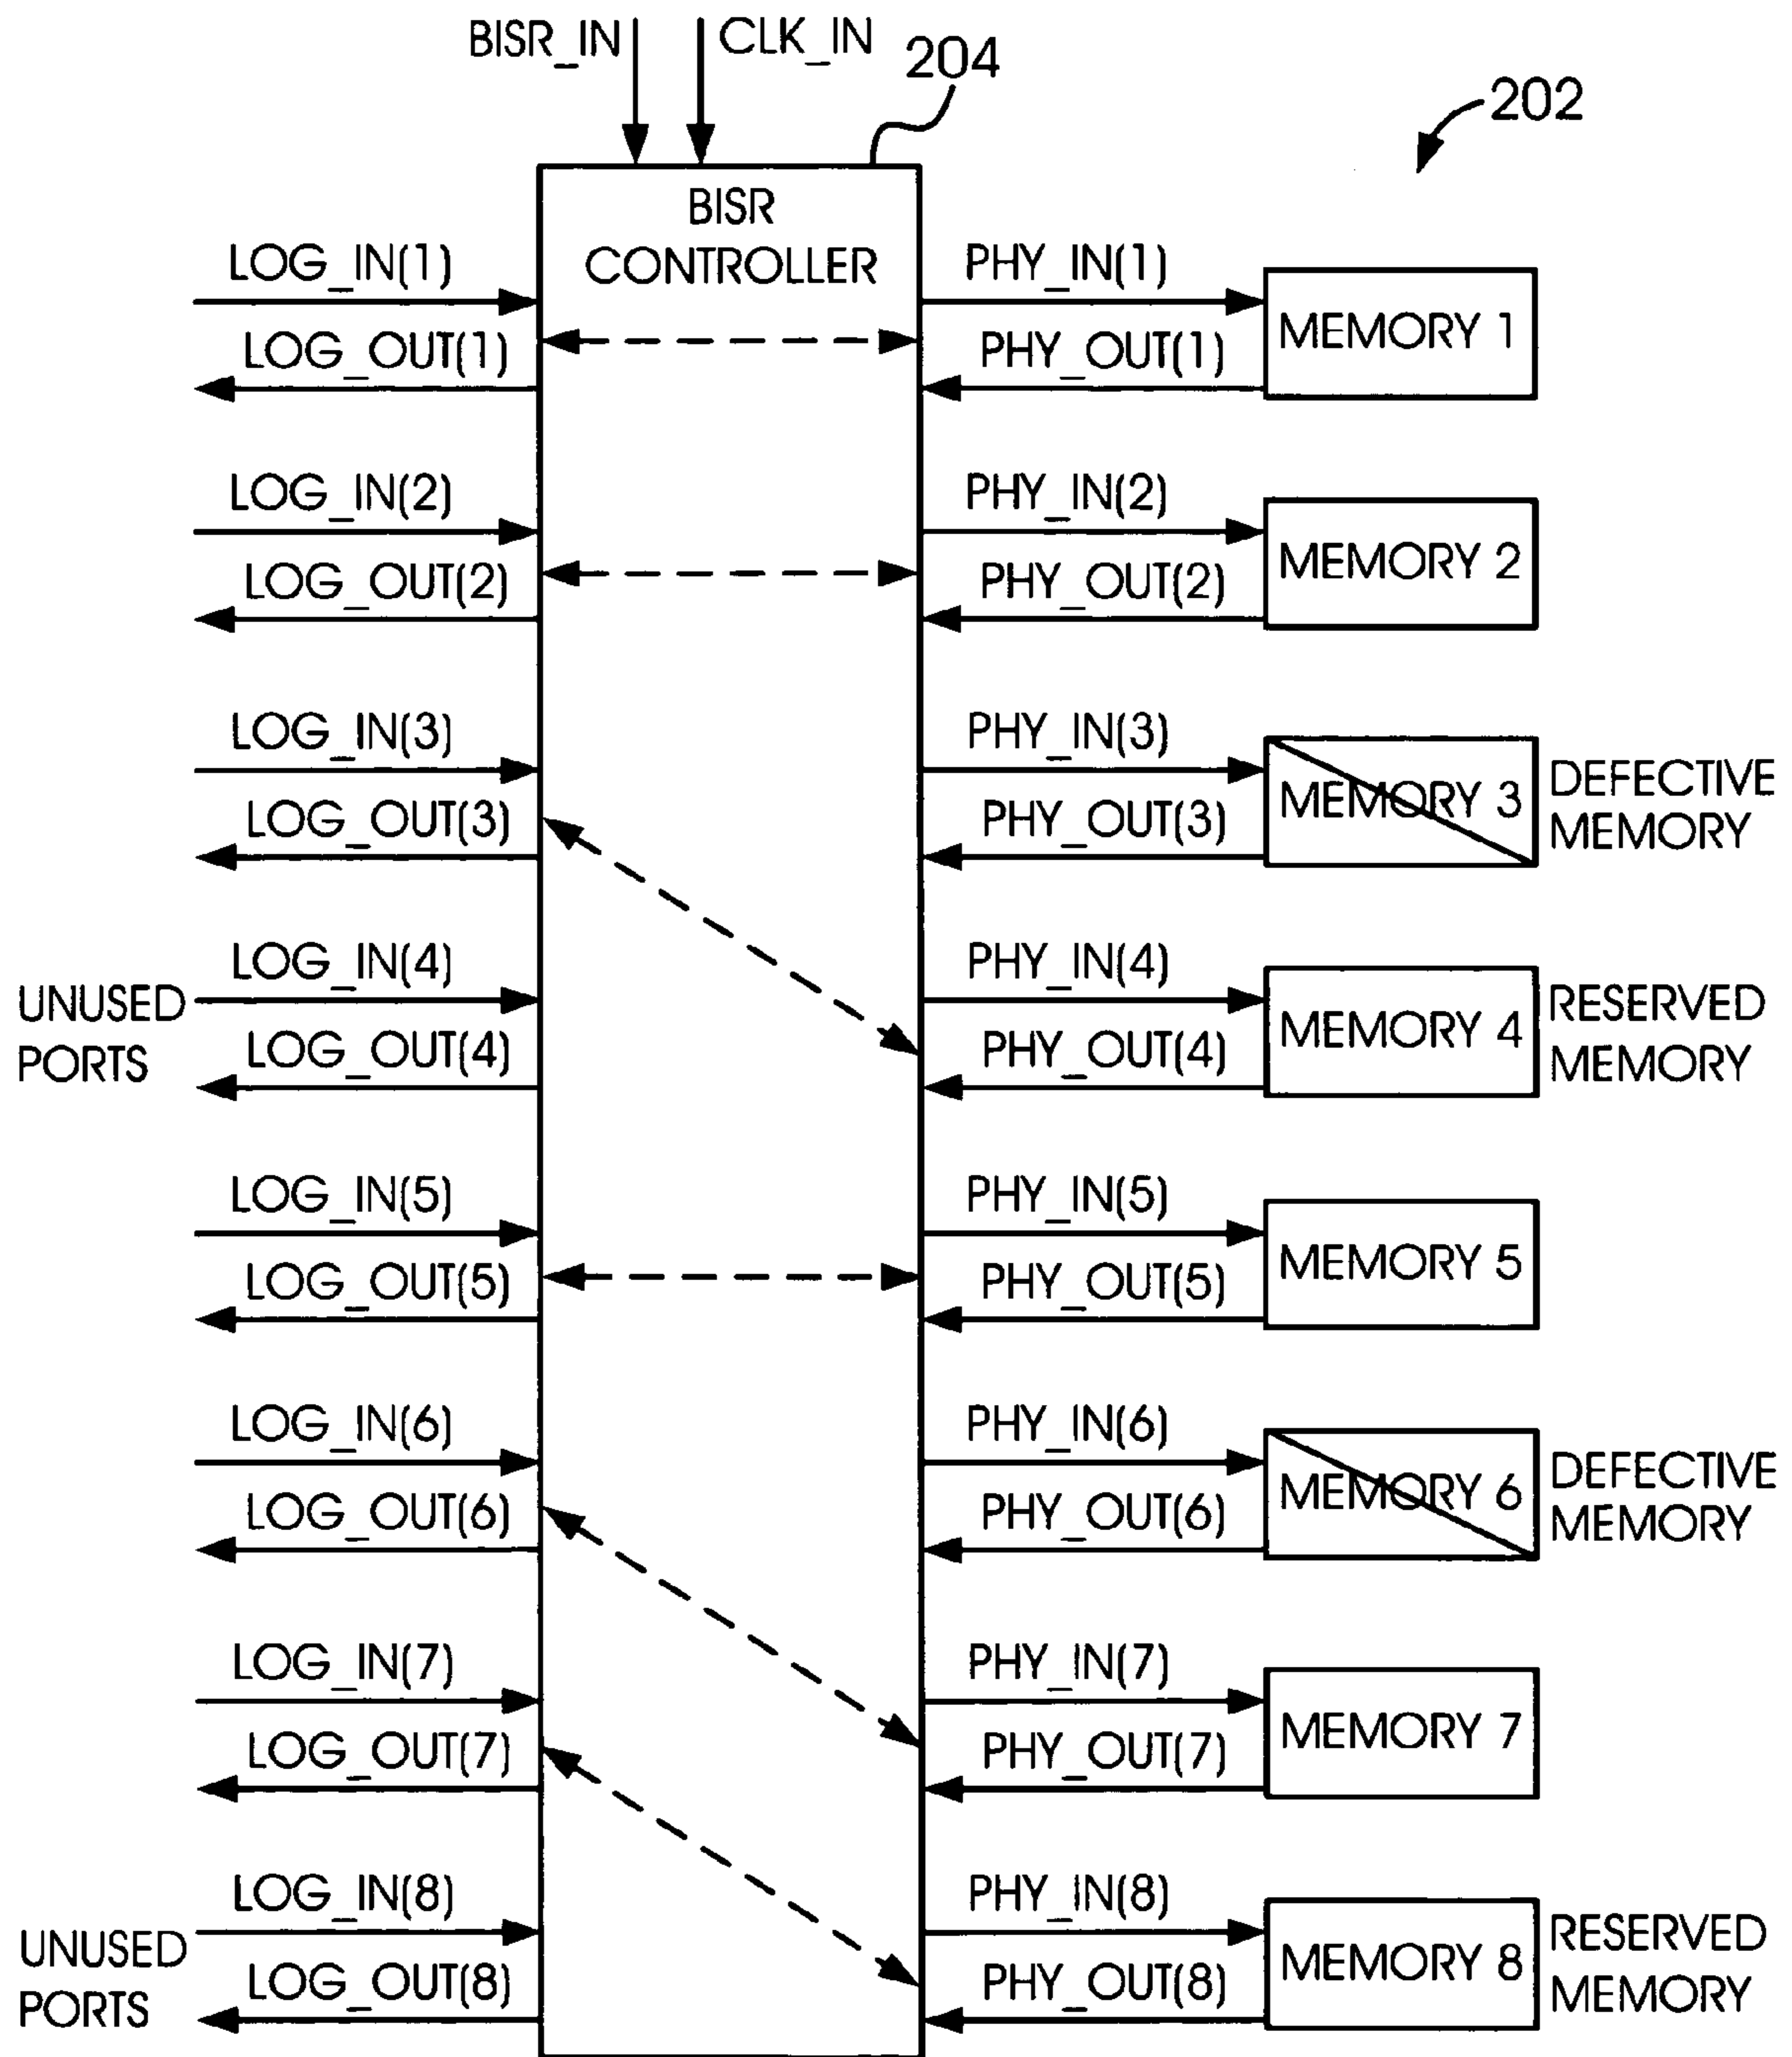 BISR_IN
CLK_IN
204
202
BISR
CONTROLLER
LOG_IN(1)
PHY_IN(1)
MEMORY 1
LOG_OUT(1)
PHY_OUT(1)
LOG_IN(2)
PHY_IN(2)
MEMORY 2
LOG_OUT(2)
PHY_OUT(2)
LOG_IN(3)
PHY_IN(3)
MEMORY 3
DEFECTIVE
MEMORY
LOG_OUT(3)
PHY_OUT(3)
UNUSED
PORTS
LOG_IN(4)
PHY_IN(4)
MEMORY 4
RESERVED
MEMORY
LOG_OUT(4)
PHY_OUT(4)
LOG_IN(5)
PHY_IN(5)
MEMORY 5
LOG_OUT(5)
PHY_OUT(5)
LOG_IN(6)
PHY_IN(6)
MEMORY 6
DEFECTIVE
MEMORY
LOG_OUT(6)
PHY_OUT(6)
LOG_IN(7)
PHY_IN(7)
MEMORY 7
LOG_OUT(7)
PHY_OUT(7)
UNUSED
PORTS
LOG_IN(8)
PHY_IN(8)
MEMORY 8
RESERVED
MEMORY
LOG_OUT(8)
PHY_OUT(8)